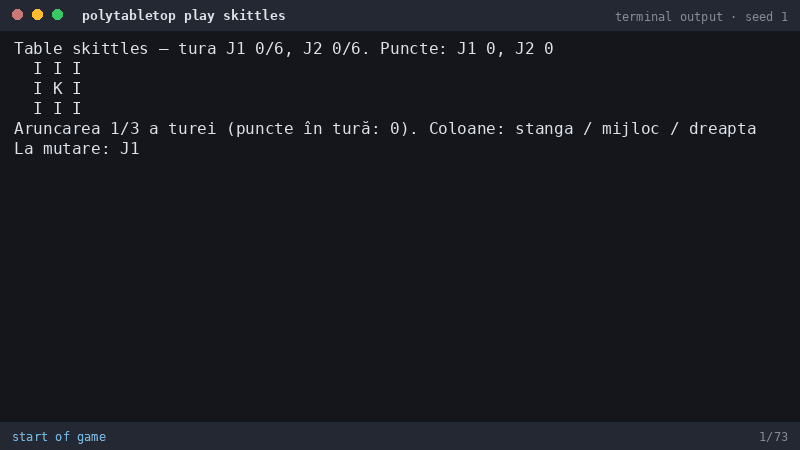 polytabletop play skittles
terminal output · seed 1
Table skittles — tura J1 0/6, J2 0/6. Puncte: J1 0, J2 0
I I I
I K I
I I I
Aruncarea 1/3 a turei (puncte în tură: 0). Coloane: stanga / mijloc / dreapta
La mutare: J1
start of game
1/73